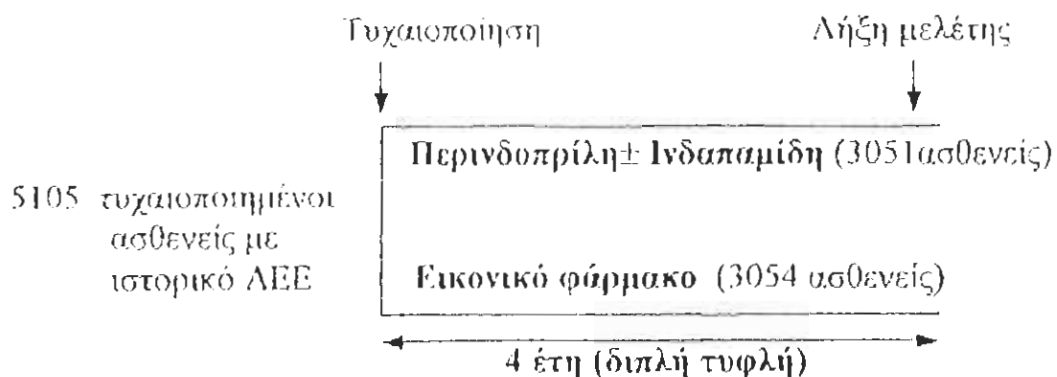 Τυχαιοποίηση
Λήξη μελέτης
Περινδοπρίλη± Ινδαπαμίδη (3051ασθενείς)
5105 τυχαιοποιημένοι
ασθενείς με
ιστορικό ΑΕΕ
Εικονικό φάρμακο (3054 ασθενείς)
4 έτη (διπλή τυφλή)